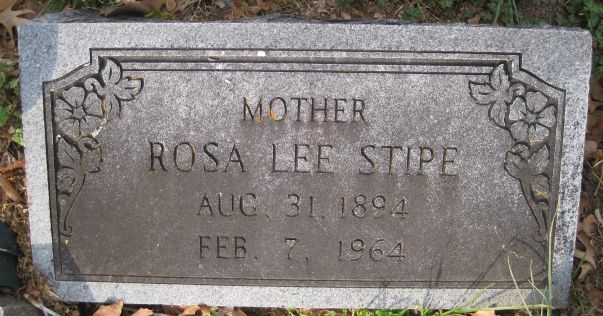 MOTHER
ROSA LEE STIPE
AUG. 31, 1894
FEB. 7, 1964